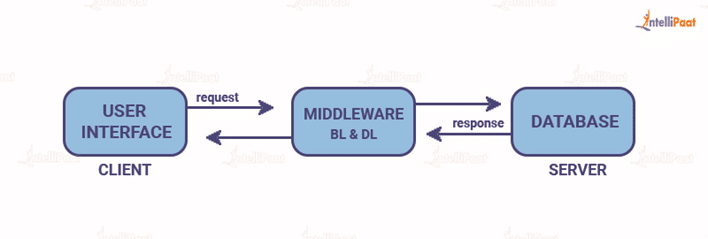 intelliPaat
request
USER
INTERFACE
CLIENT
MIDDLEWARE
BL & DL
response
DATABASE
SERVER